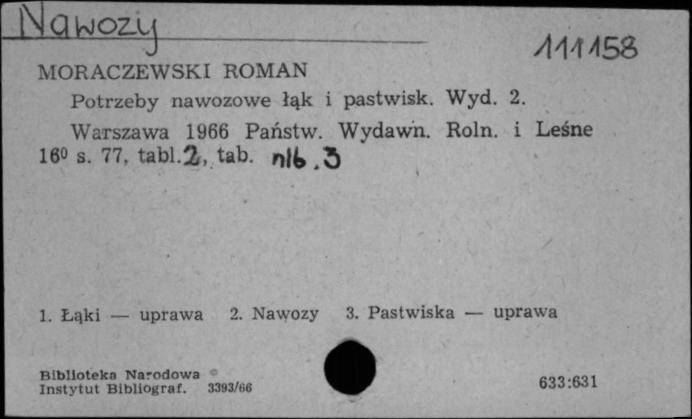 Nawozy
111158
MORACZEWSKI ROMAN
Potrzeby nawozowe łąk i pastwisk. Wyd. 2.
Warszawa 1966 Państw. Wydawn. Roln. i Leśne
16⁰ s. 77, tabl. 2, tab. nlb. 3
1. Łąki — uprawa 2. Nawozy 3. Pastwiska — uprawa
Biblioteka Narodowa
Instytut Bibliograf. 3393/66
633:631